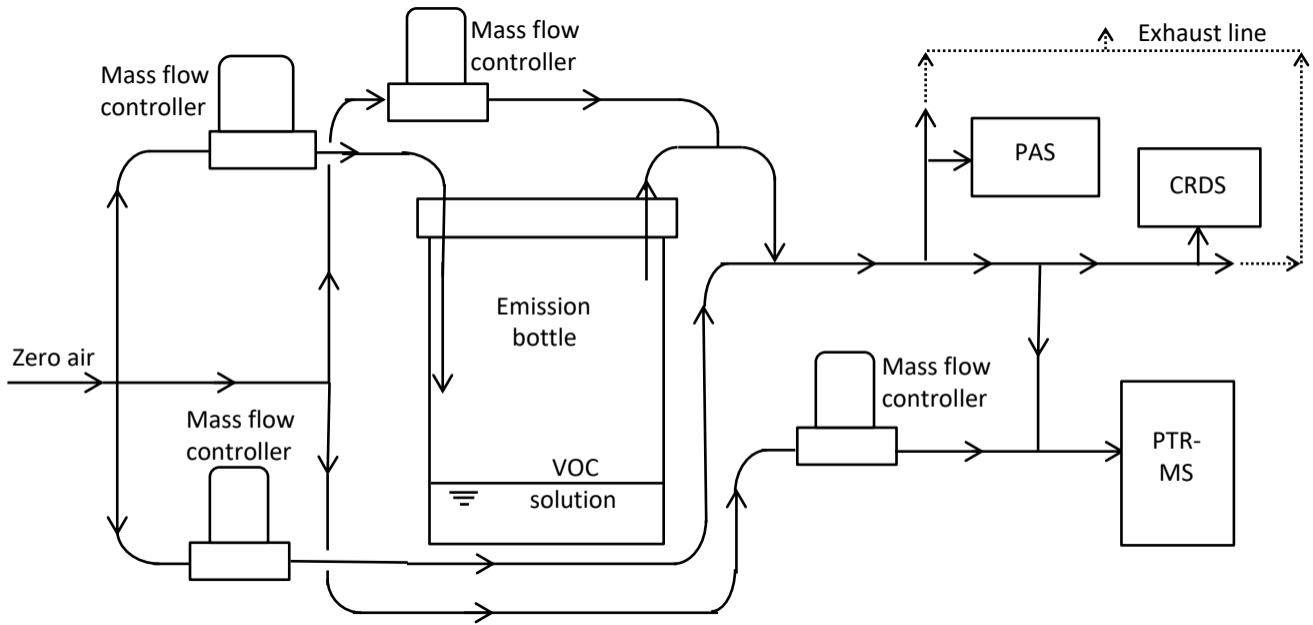 Mass flow
controller
Exhaust line
Mass flow
controller
PAS
CRDS
Emission
bottle
Zero air
Mass flow
controller
Mass flow
controller
PTR-
MS
VOC
solution